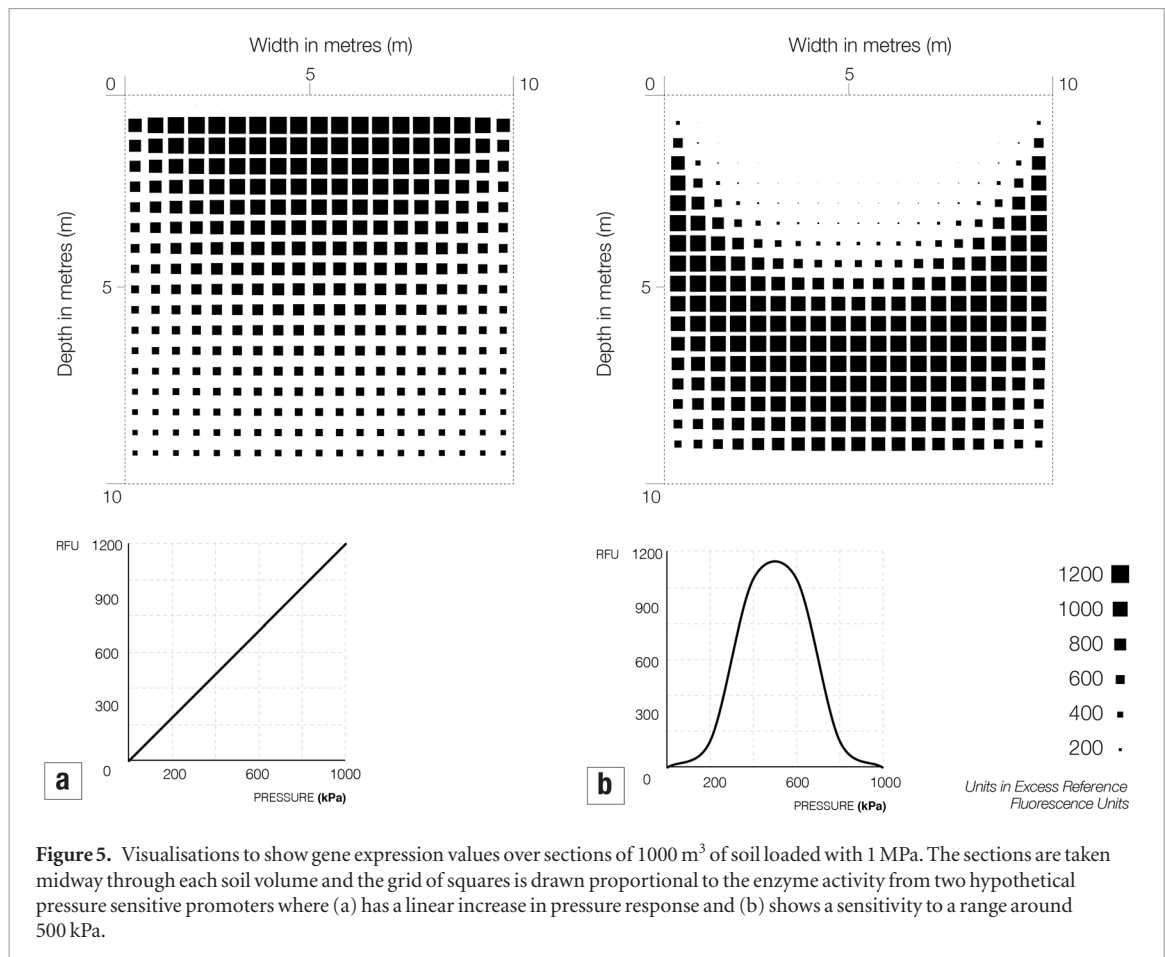 Width in metres (m)
0
5
10
Depth in metres (m)
5
10
Width in metres (m)
0
5
10
Depth in metres (m)
5
10
RFU
1200
900
600
300
0
200
600
1000
PRESSURE (kPa)
a
RFU
1200
900
600
300
0
200
600
1000
PRESSURE (kPa)
b
1200
1000
800
600
400
200
Units in Excess Reference
Fluorescence Units
Figure 5. Visualisations to show gene expression values over sections of 1000 m³ of soil loaded with 1 MPa. The sections are taken
midway through each soil volume and the grid of squares is drawn proportional to the enzyme activity from two hypothetical
pressure sensitive promoters where (a) has a linear increase in pressure response and (b) shows a sensitivity to a range around
500 kPa.